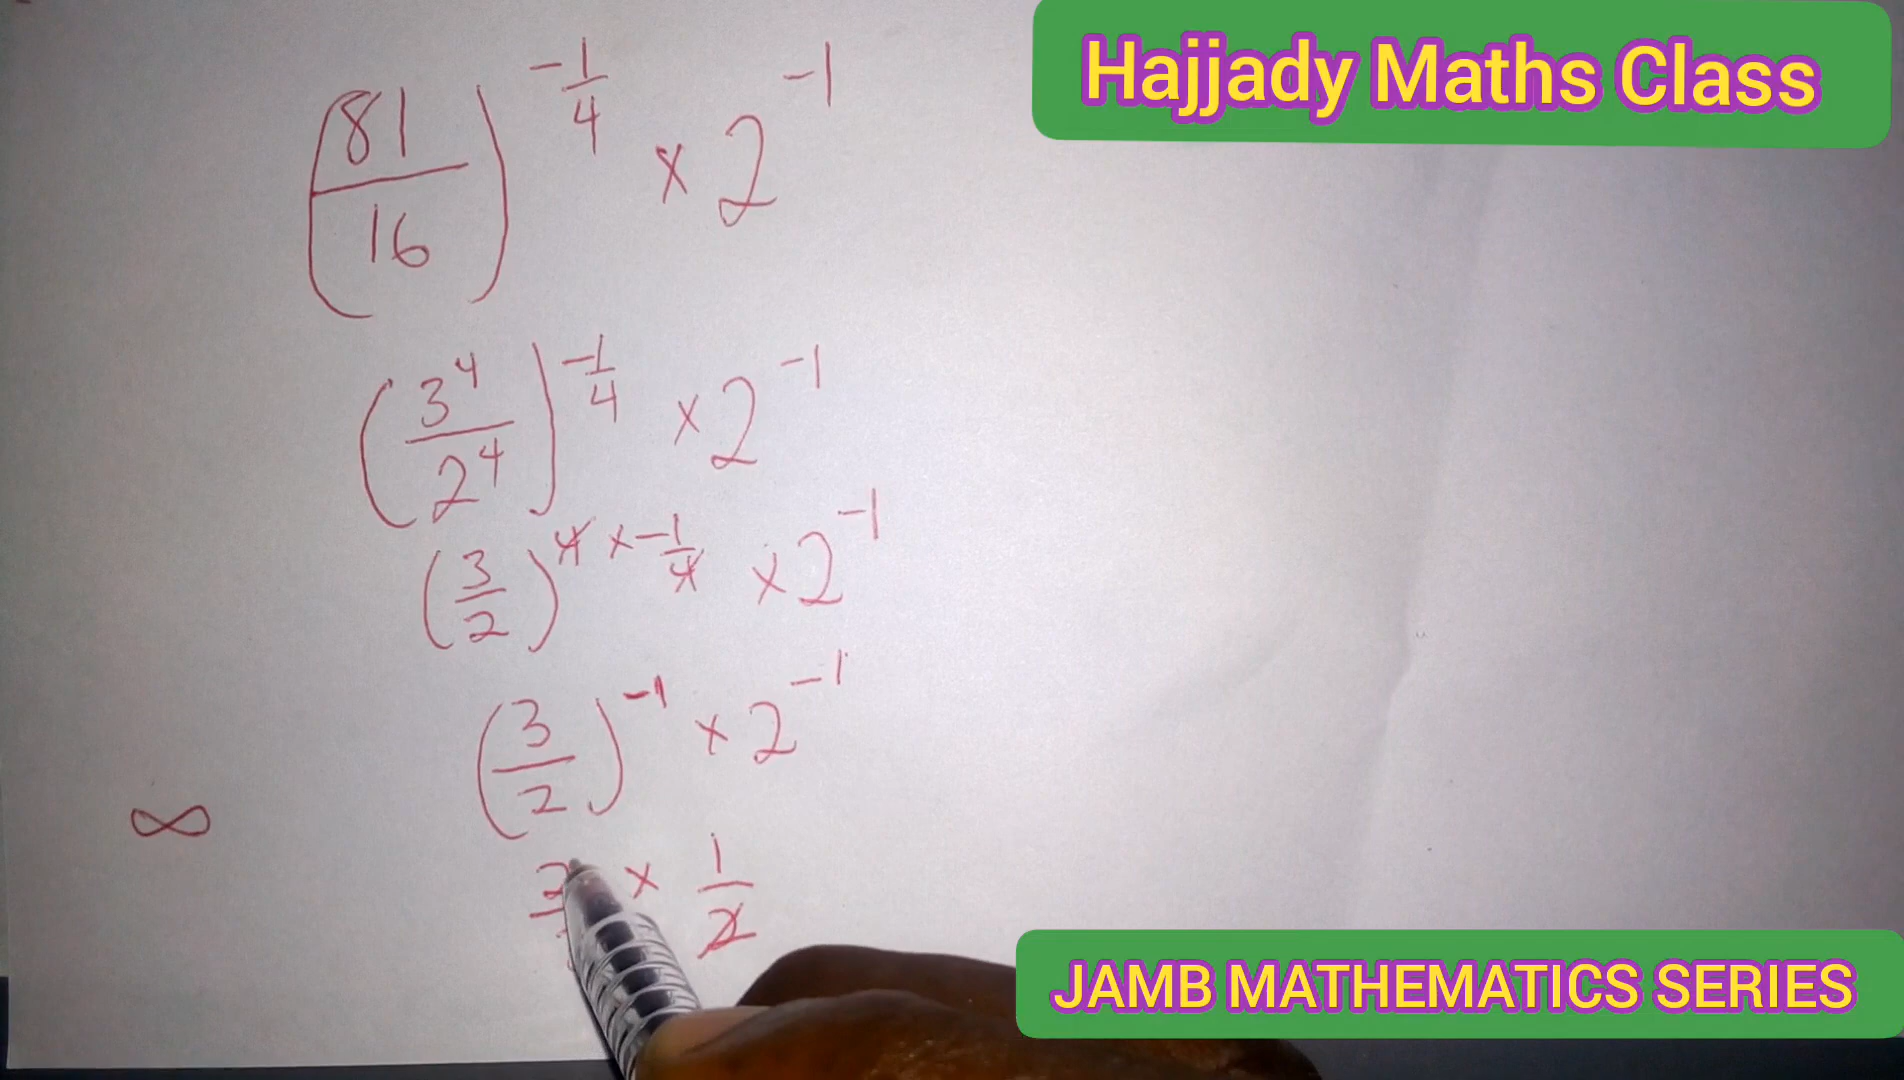 Hajjady Maths Class
(81/16)^-1/4 × 2^-1
(3^4/2^4)^-1/4 × 2^-1
(3/2)^4 × -1/4 × 2^-1
(3/2)^-1 × 2^-1
∞
2/ × 1/2
JAMB MATHEMATICS SERIES